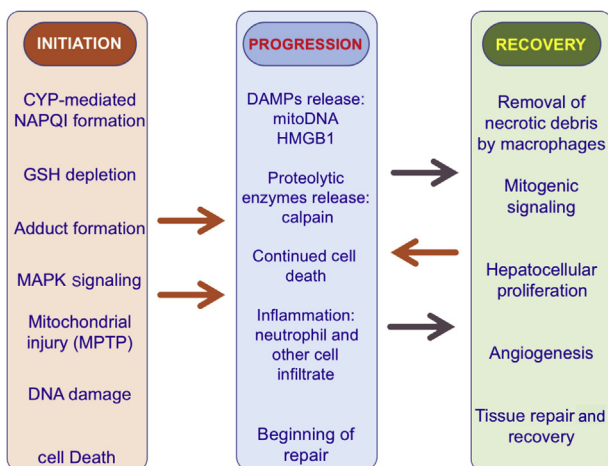 INITIATION
CYP-mediated
NAPQI formation
GSH depletion
Adduct formation
MAPK Signaling
Mitochondrial
injury (MPTP)
DNA damage
cell Death
PROGRESSION
DAMPs release:
mitoDNA
HMGB1
Proteolytic
enzymes release:
calpain
Continued cell
death
Inflammation:
neutrophil and
other cell
infiltrate
Beginning of
repair
RECOVERY
Removal of
necrotic debris
by macrophages
Mitogenic
signaling
Hepatocellular
proliferation
Angiogenesis
Tissue repair and
recovery